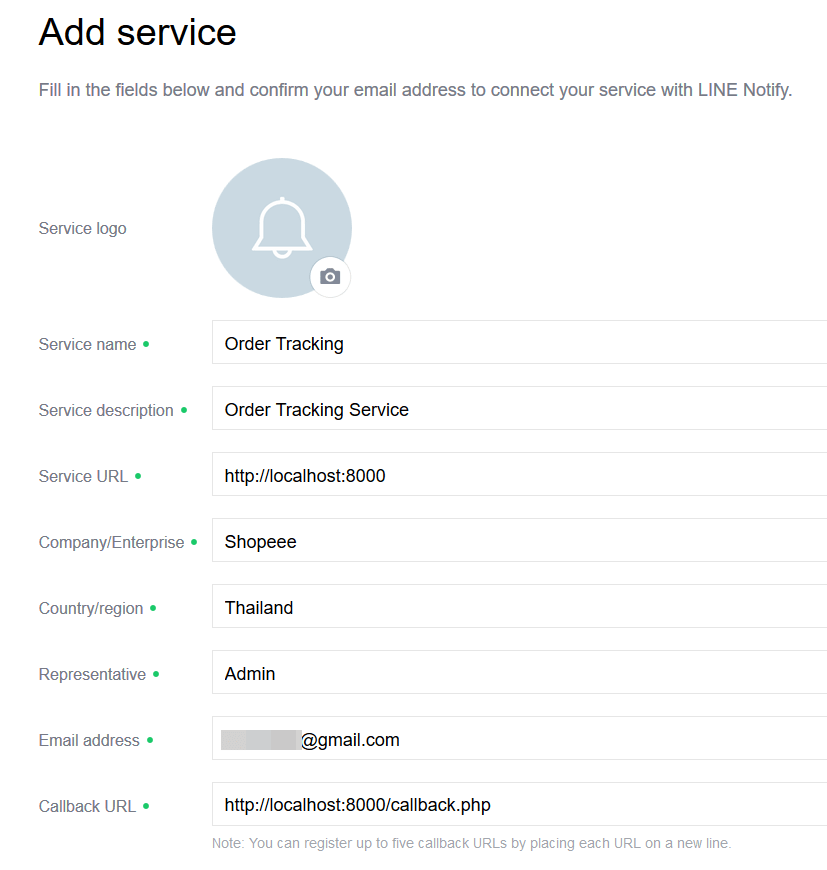 Add service
Fill in the fields below and confirm your email address to connect your service with LINE Notify.
Service logo
Service name
Order Tracking
Service description
Order Tracking Service
Service URL
http://localhost:8000
Company/Enterprise
Shopeee
Country/region
Thailand
Representative
Admin
Email address
@gmail.com
Callback URL
http://localhost:8000/callback.php
Note: You can register up to five callback URLs by placing each URL on a new line.